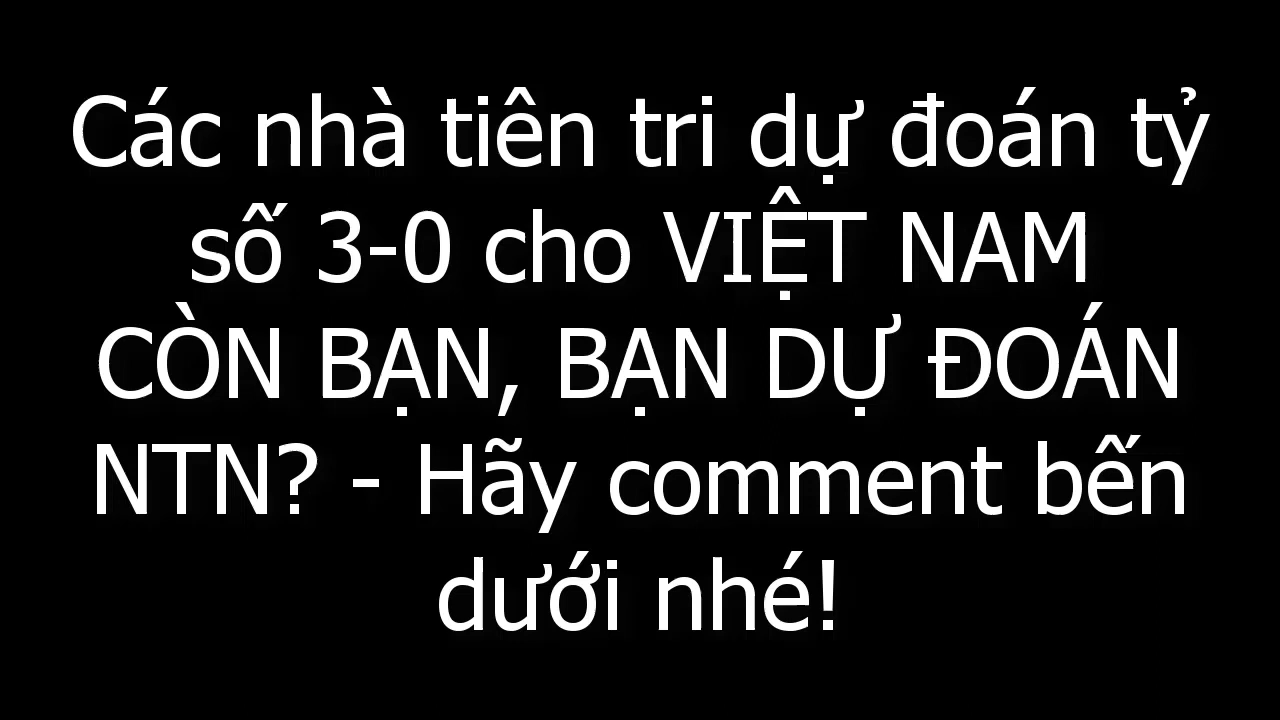 Các nhà tiên tri dự đoán tỷ
số 3-0 cho VIỆT NAM
CÒN BẠN, BẠN DỰ ĐOÁN
NTN? - Hãy comment bến
dưới nhé!